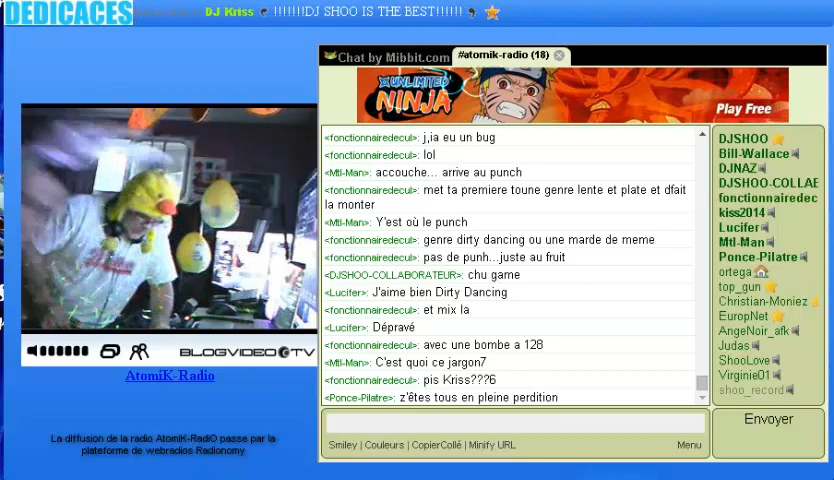 DEDICACES DJ Kriss !!!!!!!DJ SHOO IS THE BEST!!!!!!
Chat by Mibbit.com #atomik-radio (18)
UNLIMITED
NINJA
Play Free
<fonctionnairedecul>: j,ia eu un bug
<fonctionnairedecul>: lol
<Mtl-Man>: accouche... arrive au punch
<fonctionnairedecul>: met ta premiere toune genre lente et plate et dfait
la monter
<Mtl-Man>: Y'est où le punch
<fonctionnairedecul>: genre dirty dancing ou une marde de meme
<fonctionnairedecul>: pas de punh...juste au fruit
<DJSHOO-COLLABORATEUR>: chu game
<Lucifer>: J'aime bien Dirty Dancing
<fonctionnairedecul>: et mix la
<Lucifer>: Dépravé
<fonctionnairedecul>: avec une bombe a 128
<Mtl-Man>: C'est quoi ce jargon7
<fonctionnairedecul>: pis Kriss???6
<Ponce-Pilatre>: z'êtes tous en pleine perdition
DJSHOO
Bill-Wallace
DJNAZ
DJSHOO-COLLAE
fonctionnairedec
kiss2014
Lucifer
Mtl-Man
Ponce-Pilatre
ortega
top_gun
Christian-Moniez
EuropNet
AngeNoir_afk
Judas
ShooLove
Virginie01
shoo_record
Smiley | Couleurs | CopierCollé | Minify URL Menu
Envoyer
BLOGVIDEO TV
AtomiK-Radio
La diffusion de la radio AtomiK-RadiO passe par la
plateforme de webradios Radionomy